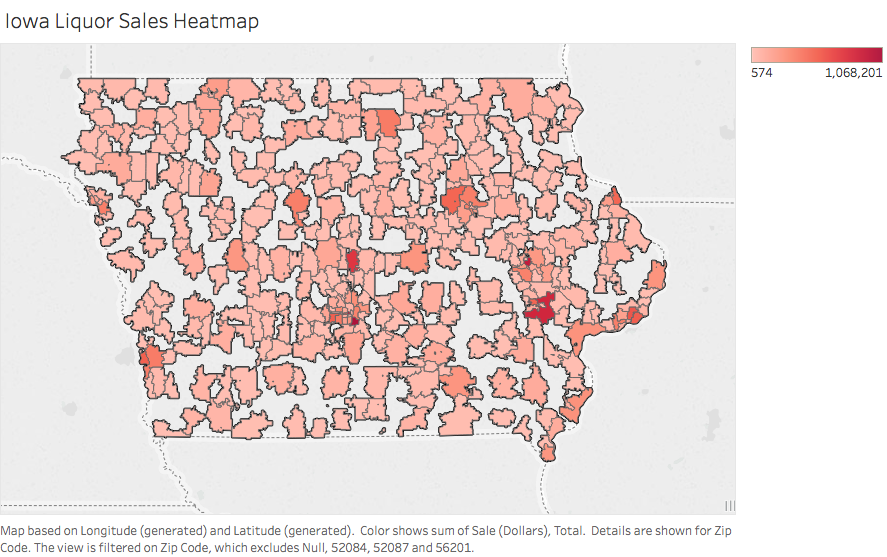 Iowa Liquor Sales Heatmap
574 1,068,201
Map based on Longitude (generated) and Latitude (generated). Color shows sum of Sale (Dollars), Total. Details are shown for Zip
Code. The view is filtered on Zip Code, which excludes Null, 52084, 52087 and 56201.